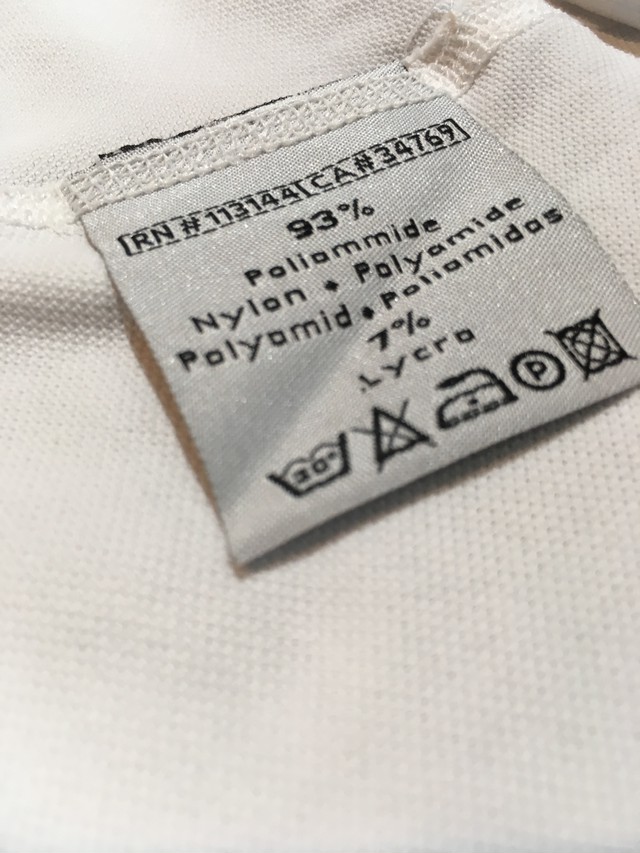 RN #113144 CA #34769
93%
Poliammide
Nylon • Polyamide
Polyamid • Poliamidas
7%
Lycra
30°
P